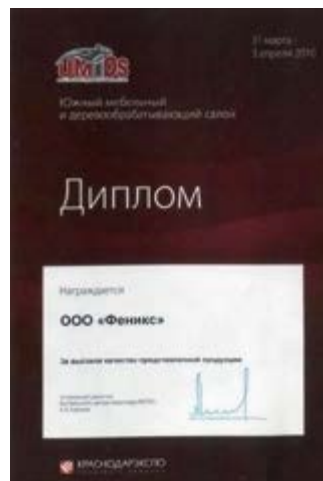 UMIDS
31 марта -
3 апреля 2010
Южный мебельный
и деревообрабатывающий салон
Диплом
Награждается
ООО «Феникс»
За высокое качество представленной продукции
КРАСНОДАРЭКСПО